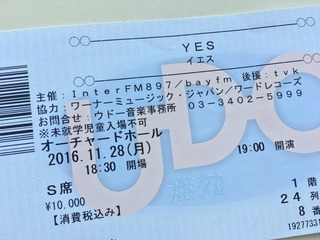 YES
イエス
主催:InterFM897/bayfm 後援:tvk
協力:ワーナーミュージック・ジャパン/ワードレコーズ
お問合せ:ウドー音楽事務所 03-3402-5999
※未就学児童入場不可
オーチャードホール
2016.11.28(月)
18:30 開場 19:00 開演
S席 1階
¥10,000 24列
【消費税込み】 8番
UDO